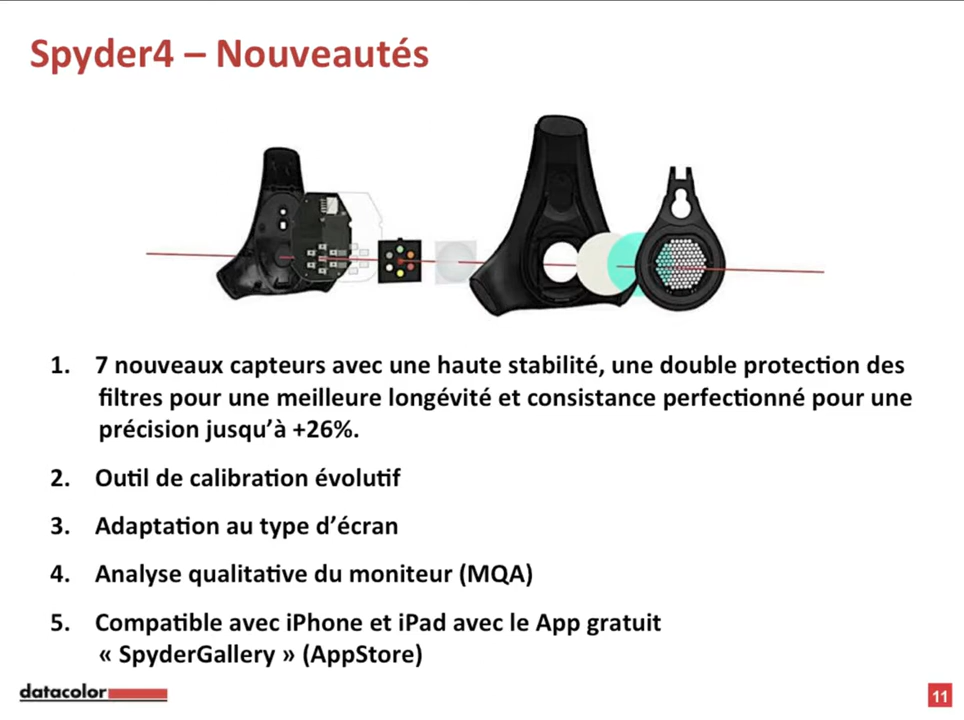 Spyder4 – Nouveautés
1. 7 nouveaux capteurs avec une haute stabilité, une double protection des
filtres pour une meilleure longévité et consistance perfectionné pour une
précision jusqu’à +26%.
2. Outil de calibration évolutif
3. Adaptation au type d’écran
4. Analyse qualitative du moniteur (MQA)
5. Compatible avec iPhone et iPad avec le App gratuit
« SpyderGallery » (AppStore)
datacolor
11